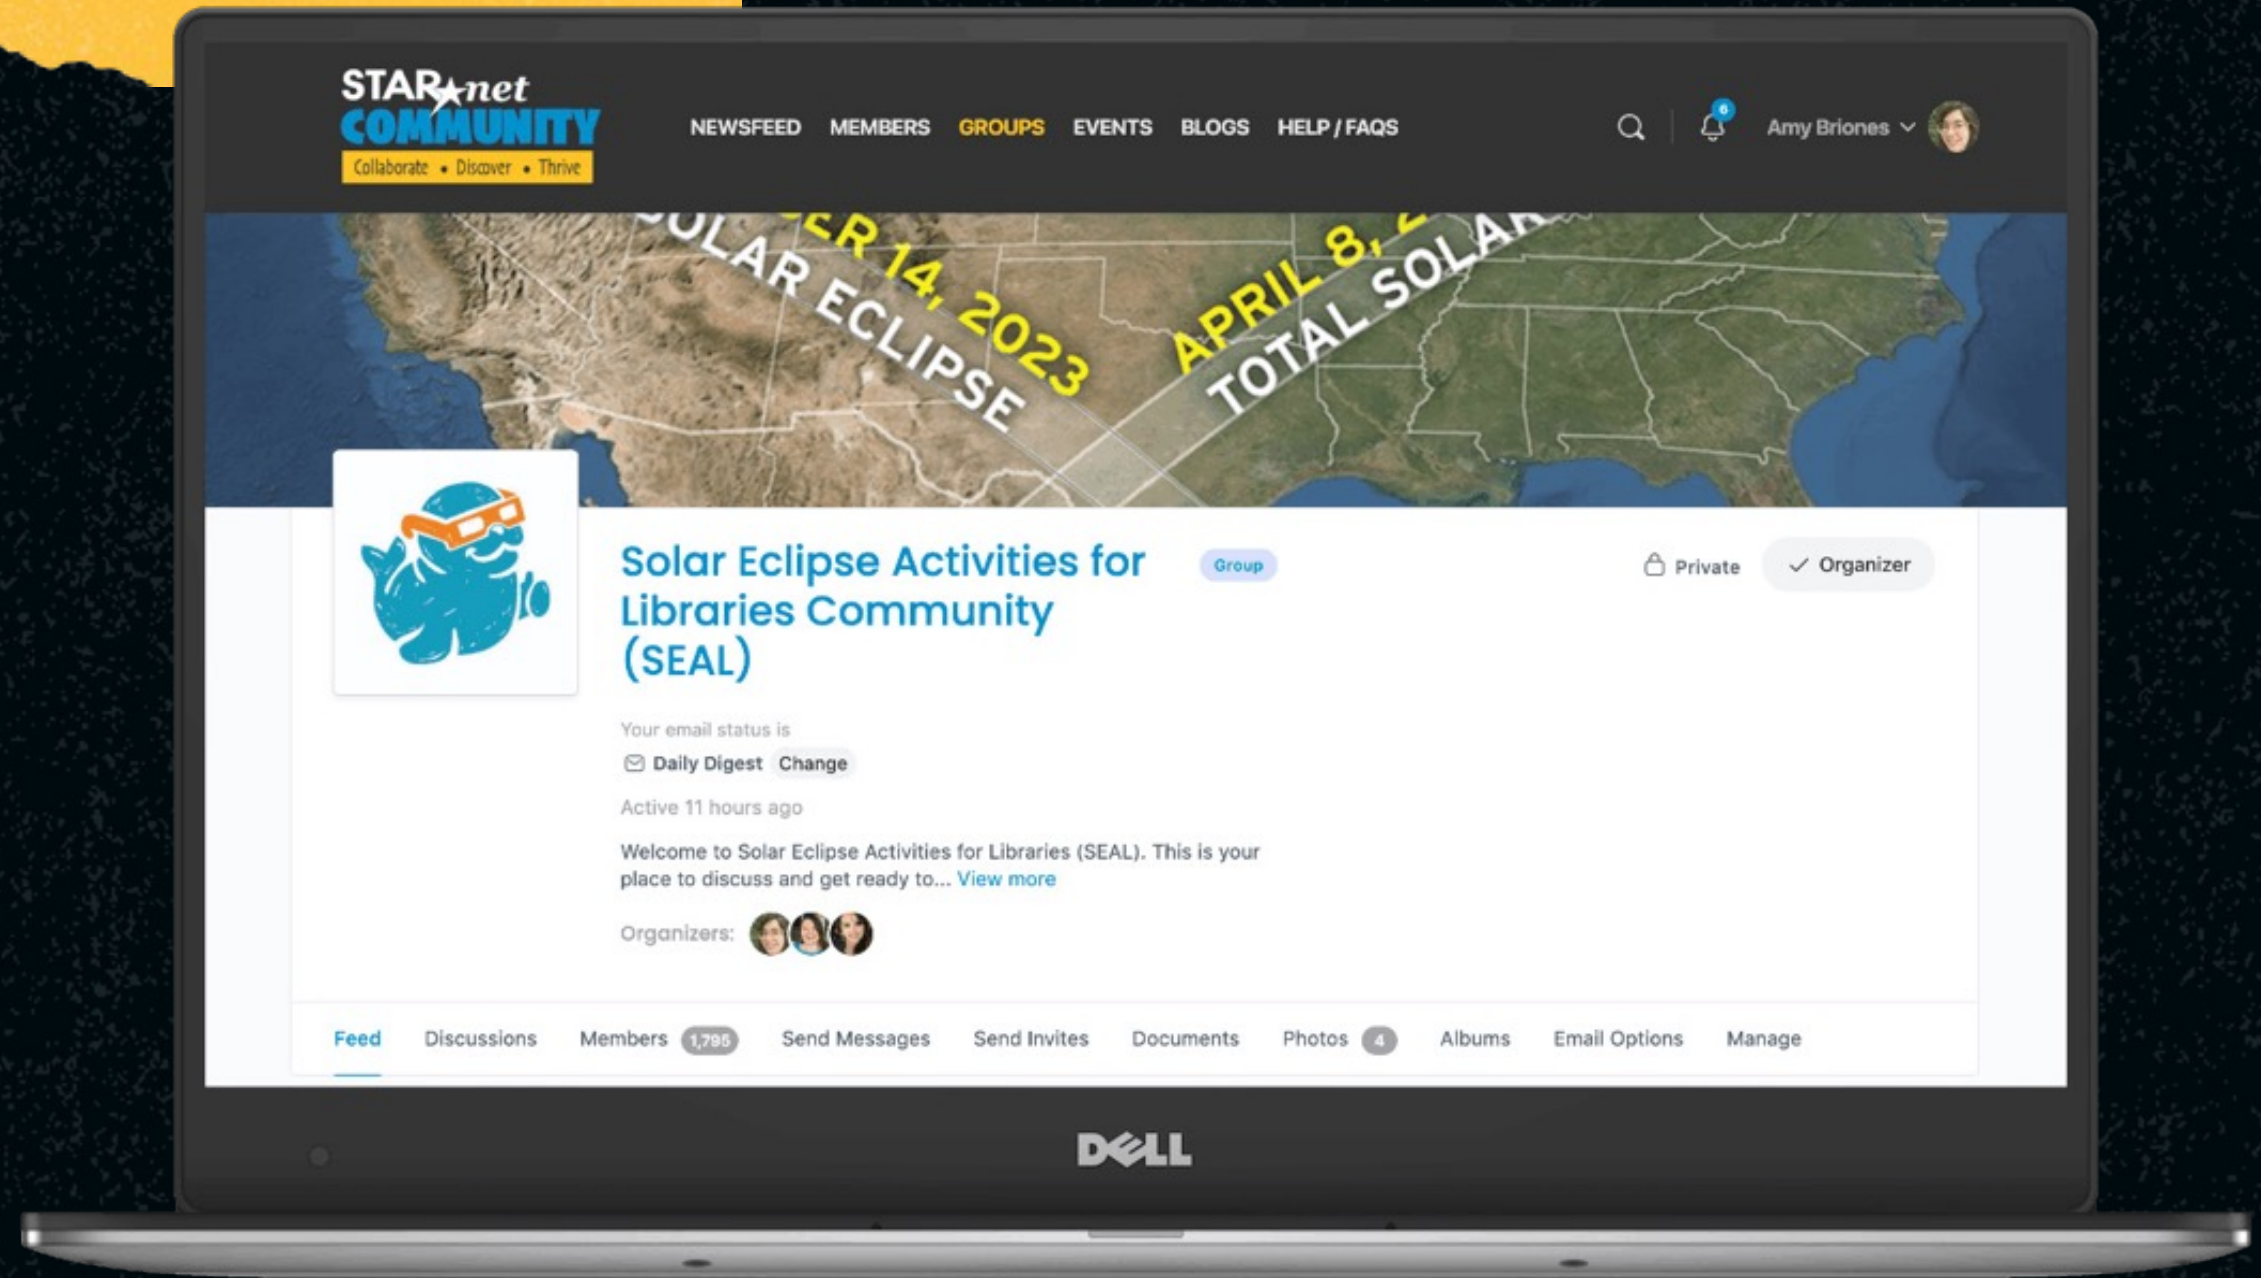 STAR net
COMMUNITY
Collaborate • Discover • Thrive
NEWSFEED MEMBERS GROUPS EVENTS BLOGS HELP / FAQS
6
Amy Briones
14, 2023
SOLAR ECLIPSE
APRIL 8,
TOTAL SOLAR
Solar Eclipse Activities for
Libraries Community
(SEAL)
Group
Private
Organizer
Your email status is
Daily Digest Change
Active 11 hours ago
Welcome to Solar Eclipse Activities for Libraries (SEAL). This is your
place to discuss and get ready to... View more
Organizers:
Feed Discussions Members 1,795 Send Messages Send Invites Documents Photos 4 Albums Email Options Manage
DELL